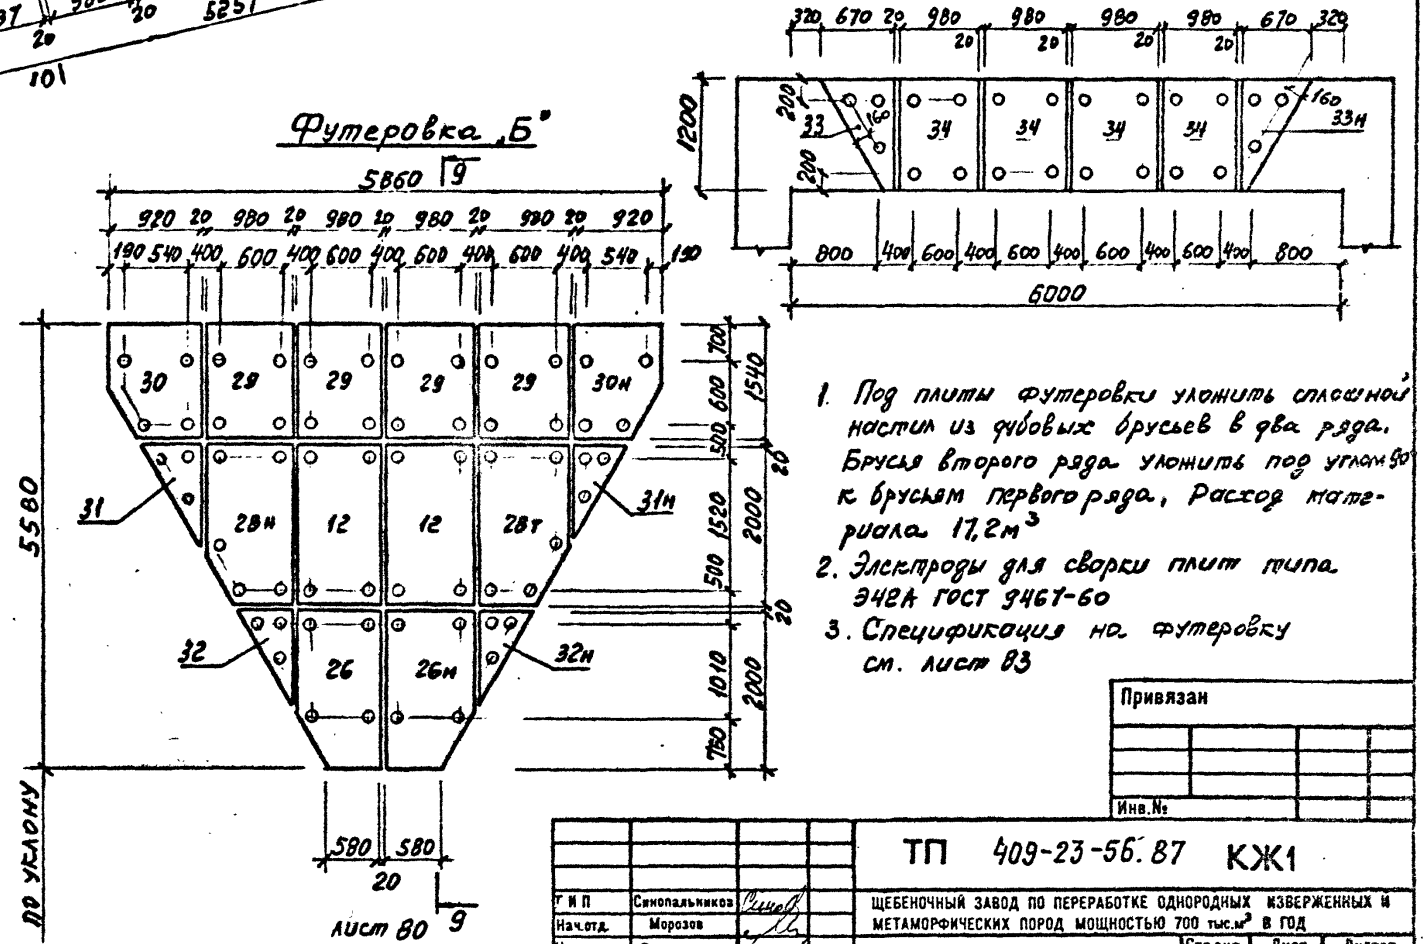 20
5251
20
101
Футеровка „Б"
5860
9
920 20 980 20 980 20 980 20 980 20 920
190 540 400 600 400 600 400 600 400 600 400 540 190
30 29 29 29 29 30н
31 28н 12 12 28т 31н
32 26 26н 32н
5580
по уклону
700 600 500 1520 500 1010
1540 20 2000 20 2000
580 580
20
лист 80 9
320 670 20 980 980 980 980 670 320
20 20 20 20
1200
200
33 160 34 34 34 34 160 33н
200
800 400 600 400 600 400 600 400 600 400 800
6000
1. Под плиты футеровки уложить сплошной
настил из дубовых брусьев в два ряда.
Брусья второго ряда уложить под углом 90
к брусьям первого ряда. Расход мате-
риала 17,2м³
2. Электроды для сварки плит типа
Э42А ГОСТ 9467-60
3. Спецификация на футеровку
см. лист 83
Привязан
Инв.№
ТП 409-23-56.87 КЖ1
ГИП Синопальников
Нач.отд. Морозов
ЩЕБЕНОЧНЫЙ ЗАВОД ПО ПЕРЕРАБОТКЕ ОДНОРОДНЫХ ИЗВЕРЖЕННЫХ И
МЕТАМОРФИЧЕСКИХ ПОРОД МОЩНОСТЬЮ 700 тыс.м³ В ГОД